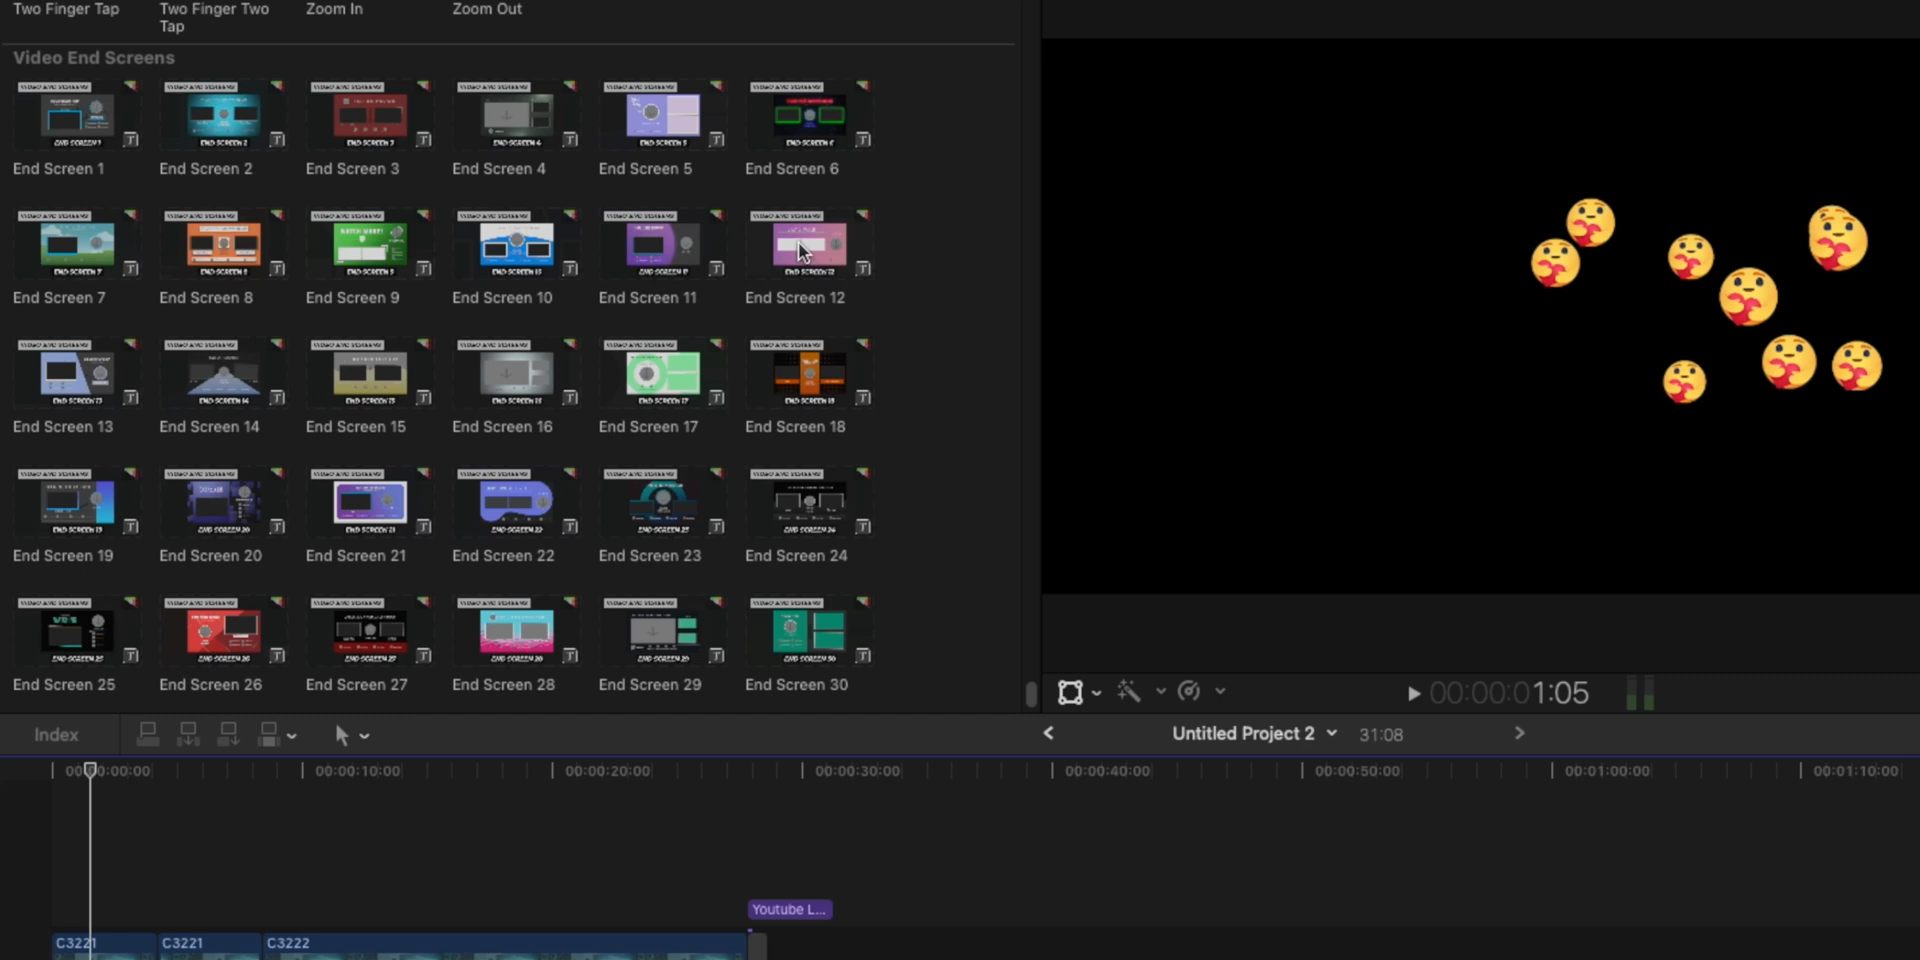 Two Finger Tap
Two Finger Two
Tap
Zoom In
Zoom Out
Video End Screens
End Screen 1
End Screen 2
End Screen 3
End Screen 4
End Screen 5
End Screen 6
End Screen 7
End Screen 8
End Screen 9
End Screen 10
End Screen 11
End Screen 12
End Screen 13
End Screen 14
End Screen 15
End Screen 16
End Screen 17
End Screen 18
End Screen 19
End Screen 20
End Screen 21
End Screen 22
End Screen 23
End Screen 24
End Screen 25
End Screen 26
End Screen 27
End Screen 28
End Screen 29
End Screen 30
00:00:01:05
Index
Untitled Project 2
31:08
00:00:00:00
00:00:10:00
00:00:20:00
00:00:30:00
00:00:40:00
00:00:50:00
00:01:00:00
00:01:10:00
Youtube L...
C3221
C3221
C3222